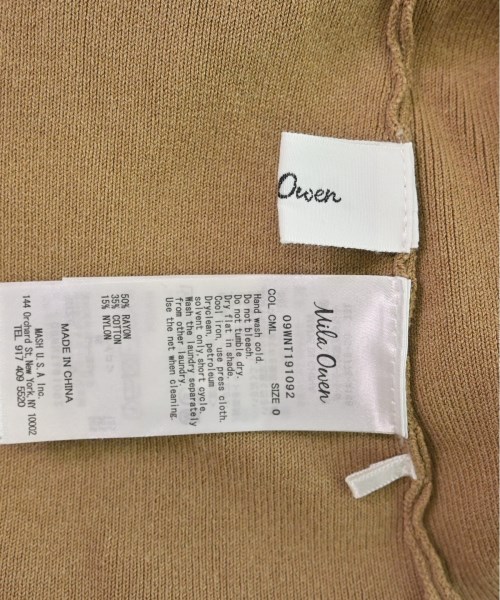 Owen
Mila Owen
09WNT191092
COL CML SIZE 0
Hand wash cold.
Do not bleach.
Do not tumble dry.
Dry flat in shade.
Cool iron, use press cloth.
Dryclean, petroleum
solvent only, short cycle.
Wash the laundry separately
from other laundry.
Use the net when cleaning.
50% RAYON
35% COTTON
15% NYLON
MADE IN CHINA
MASH U.S.A Inc.
144 Orchard St, New York, NY 10002
TEL 917 409 5520